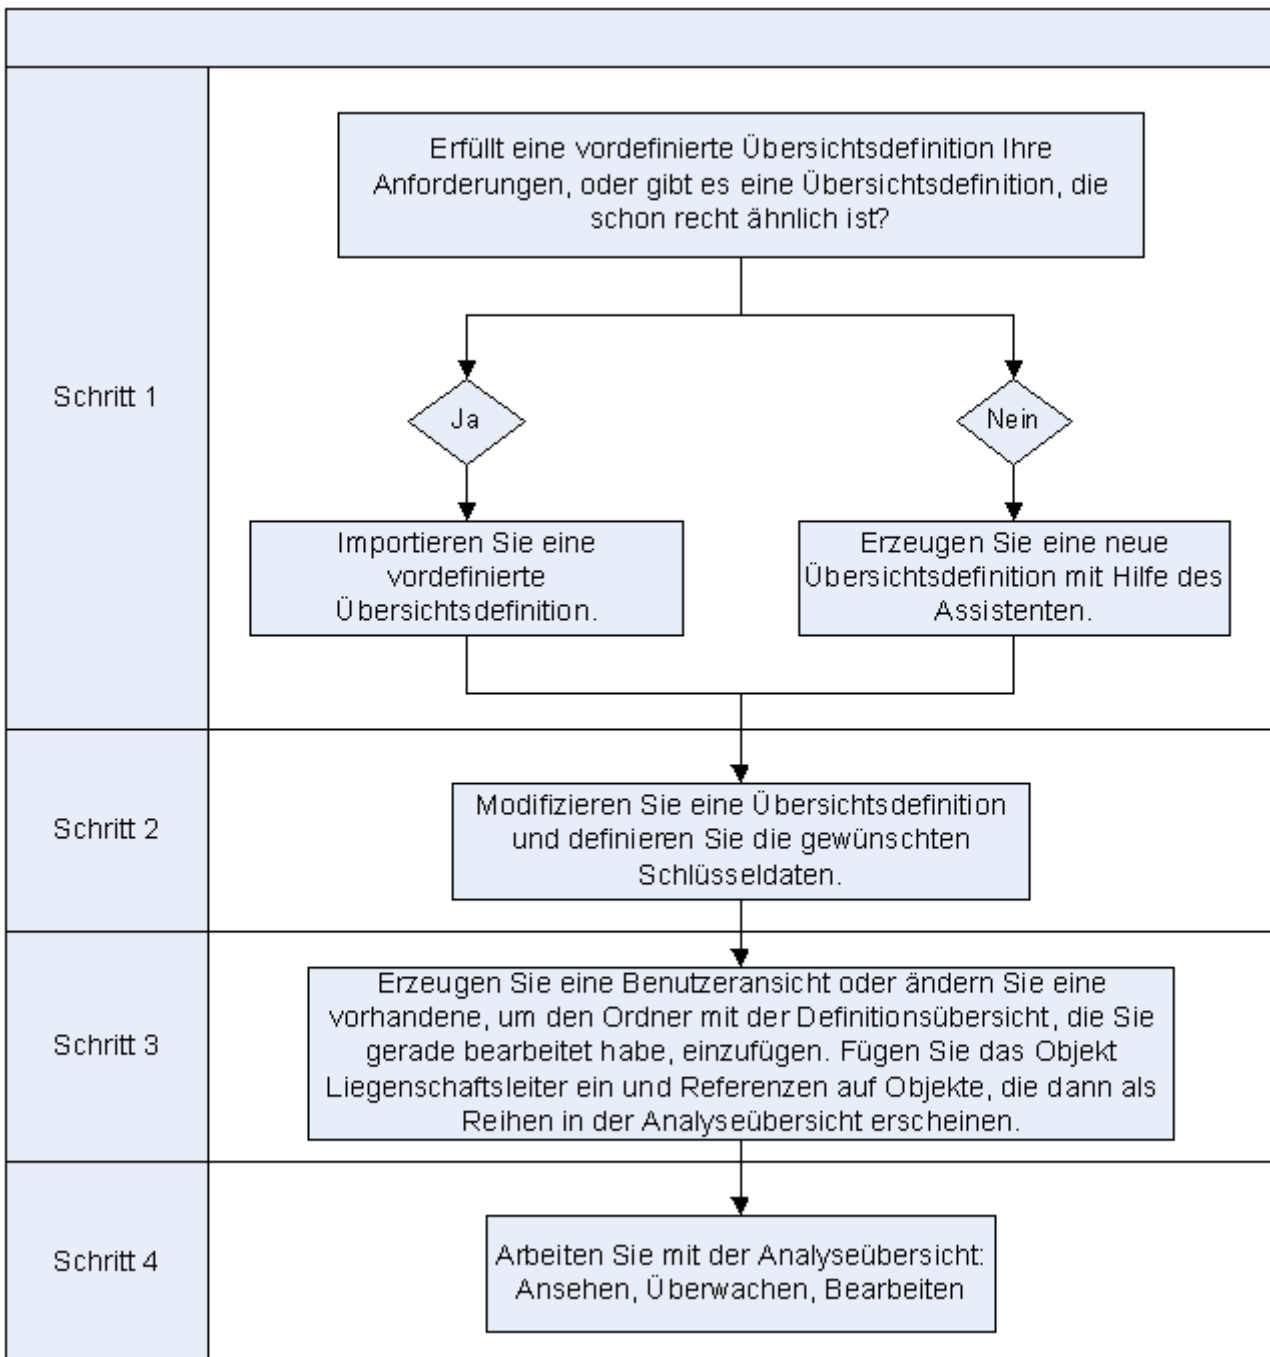 Schritt 1
Erfüllt eine vordefinierte Übersichtsdefinition Ihre
Anforderungen, oder gibt es eine Übersichtsdefinition, die
schon recht ähnlich ist?
Ja
Nein
Importieren Sie eine
vordefinierte
Übersichtsdefinition.
Erzeugen Sie eine neue
Übersichtsdefinition mit Hilfe des
Assistenten.
Schritt 2
Modifizieren Sie eine Übersichtsdefinition
und definieren Sie die gewünschten
Schlüsseldaten.
Schritt 3
Erzeugen Sie eine Benutzeransicht oder ändern Sie eine
vorhandene, um den Ordner mit der Definitionsübersicht, die Sie
gerade bearbeitet habe, einzufügen. Fügen Sie das Objekt
Liegenschaftsleiter ein und Referenzen auf Objekte, die dann als
Reihen in der Analyseübersicht erscheinen.
Schritt 4
Arbeiten Sie mit der Analyseübersicht:
Ansehen, Überwachen, Bearbeiten